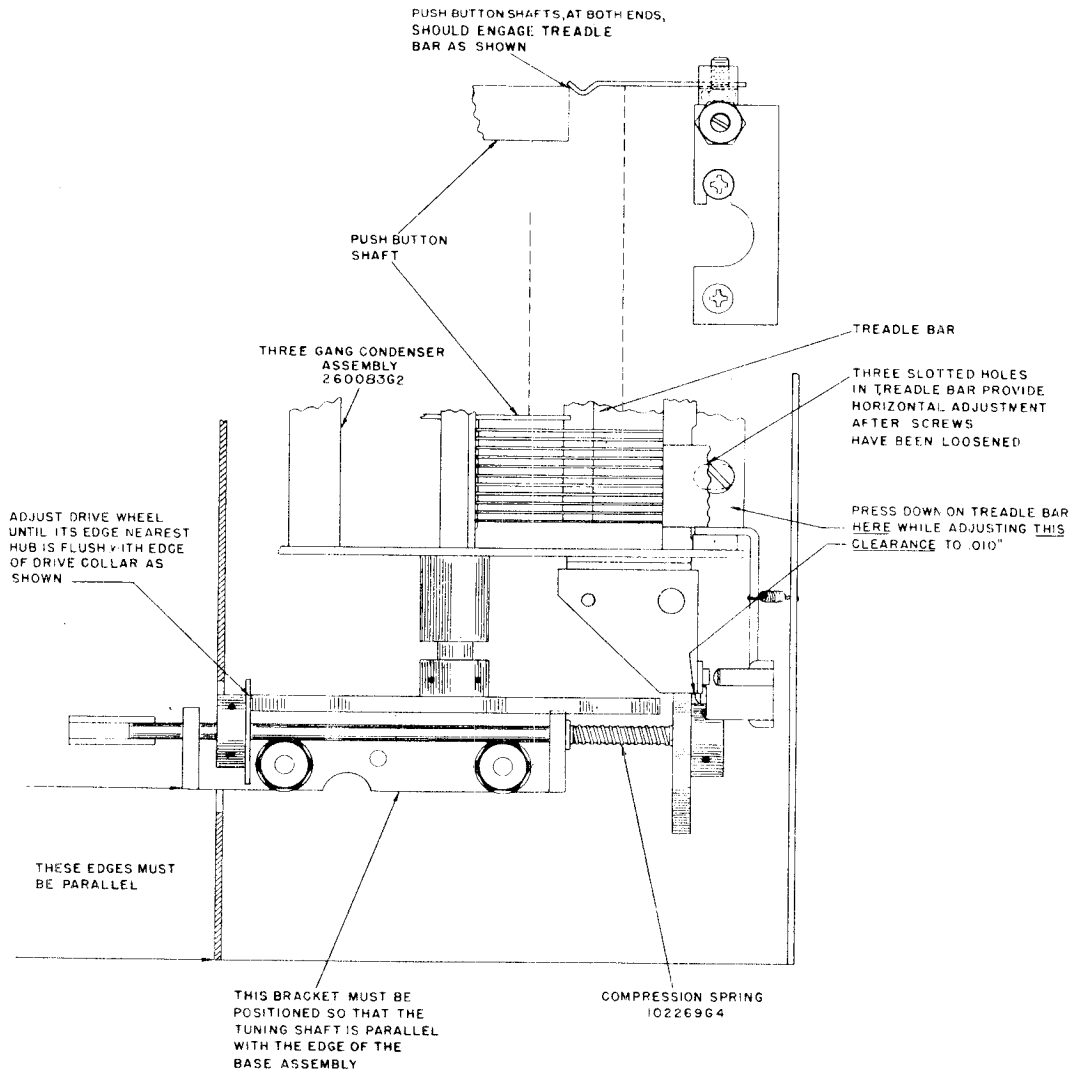 PUSH BUTTON SHAFTS, AT BOTH ENDS,
SHOULD ENGAGE TREADLE
BAR AS SHOWN
PUSH BUTTON
SHAFT
THREE GANG CONDENSER
ASSEMBLY
260083G2
TREADLE BAR
THREE SLOTTED HOLES
IN TREADLE BAR PROVIDE
HORIZONTAL ADJUSTMENT
AFTER SCREWS
HAVE BEEN LOOSENED
ADJUST DRIVE WHEEL
UNTIL ITS EDGE NEAREST
HUB IS FLUSH WITH EDGE
OF DRIVE COLLAR AS
SHOWN
PRESS DOWN ON TREADLE BAR
HERE WHILE ADJUSTING THIS
CLEARANCE TO .010"
THESE EDGES MUST
BE PARALLEL
THIS BRACKET MUST BE
POSITIONED SO THAT THE
TUNING SHAFT IS PARALLEL
WITH THE EDGE OF THE
BASE ASSEMBLY
COMPRESSION SPRING
102269G4